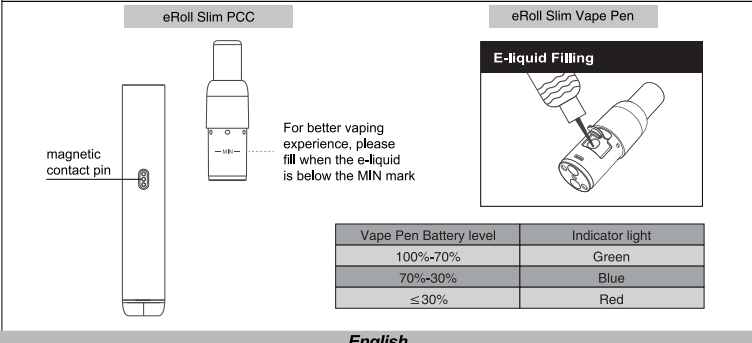 eRoll Slim PCC
eRoll Slim Vape Pen
E-liquid Filling
MIN
For better vaping
experience, please
fill when the e-liquid
is below the MIN mark
magnetic
contact pin
Vape Pen Battery level Indicator light
100%-70% Green
70%-30% Blue
≤30% Red
English